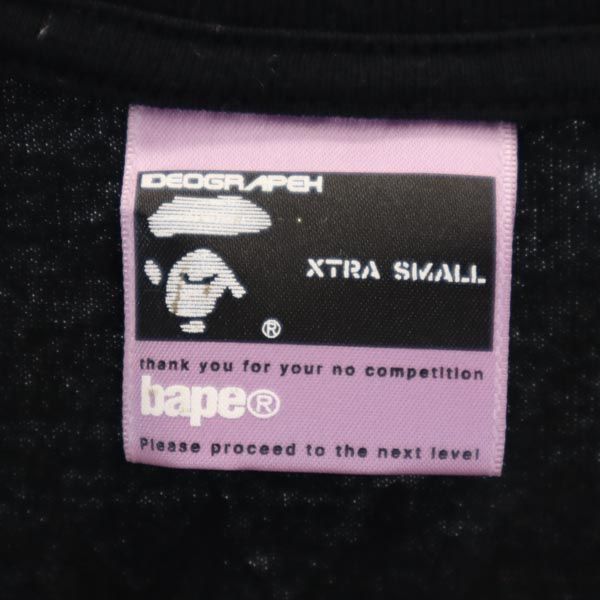 IDEOGRAPEH
XTRA SMALL
®
thank you for your no competition
bape®
Please proceed to the next level